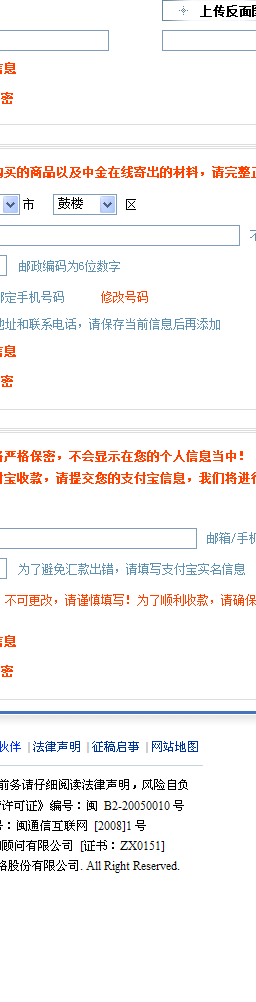 上传反面
信息
密
购买的商品以及中金在线寄出的材料，请完整
市 鼓楼 区
不
邮政编码为6位数字
绑定手机号码 修改号码
地址和联系电话，请保存当前信息后再添加
信息
密
严格保密，不会显示在您的个人信息当中！
宝收款，请提交您的支付宝信息，我们将进行
邮箱/手机
为了避免汇款出错，请填写支付宝实名信息
不可更改，请谨慎填写！为了顺利收款，请确保
信息
密
伙伴 | 法律声明 | 征稿启事 | 网站地图
前务请仔细阅读法律声明，风险自负
许可证》编号：闽 B2-20050010 号
：闽通信互联网 [2008]1 号
顾问有限公司 [证书：ZX0151]
股份有限公司. All Right Reserved.